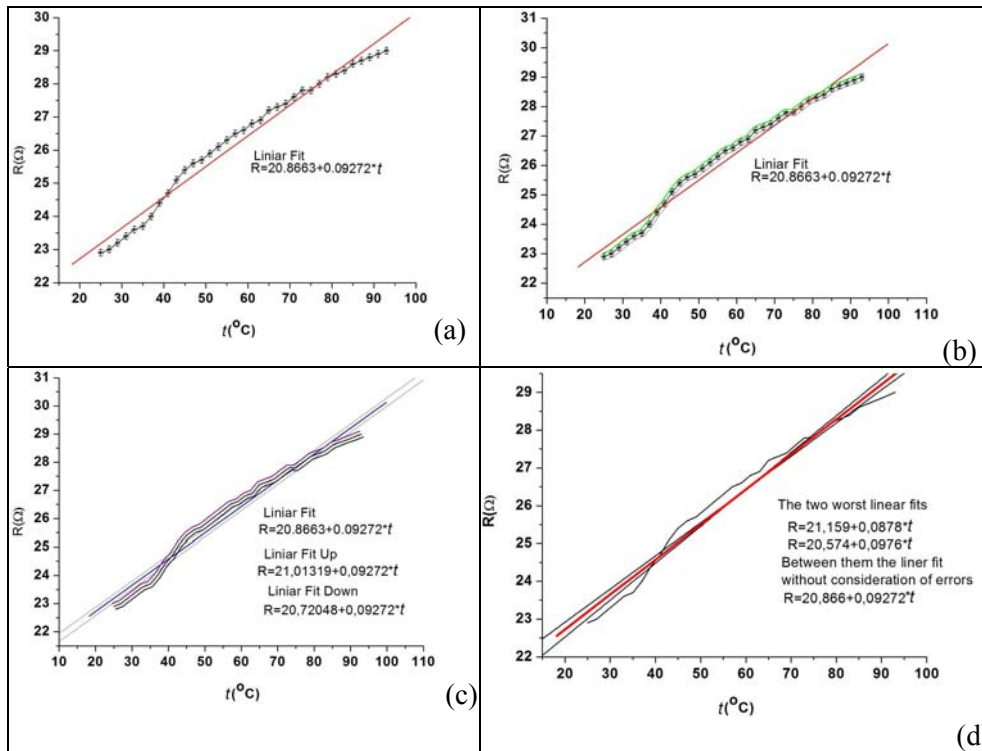 30
29
28
27
26
25
24
23
22
R(Ω)
Liniar Fit
R=20.8663+0.09272*t
20 30 40 50 60 70 80 90 100
t(°C)
(a)
30
29
28
27
26
25
24
23
22
R(Ω)
Liniar Fit
R=20.8663+0.09272*t
10 20 30 40 50 60 70 80 90 100 110
t(°C)
(b)
31
30
29
28
27
26
25
24
23
22
R(Ω)
Liniar Fit
R=20.8663+0.09272*t
Liniar Fit Up
R=21,01319+0,09272*t
Liniar Fit Down
R=20,72048+0,09272*t
10 20 30 40 50 60 70 80 90 100 110
t(°C)
(c)
29
28
27
26
25
24
23
22
R(Ω)
The two worst linear fits
R=21,159+0,0878*t
R=20,574+0,0976*t
Between them the liner fit
without consideration of errors
R=20,866+0,09272*t
20 30 40 50 60 70 80 90 100
t(°C)
(d)